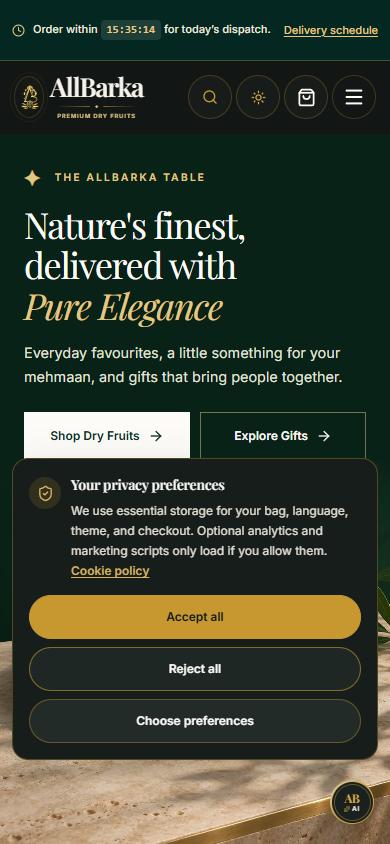 Order within 15:35:14 for today's dispatch. Delivery schedule
AllBarka
PREMIUM DRY FRUITS
THE ALLBARKA TABLE
Nature's finest,
delivered with
Pure Elegance
Everyday favourites, a little something for your
mehmaan, and gifts that bring people together.
Shop Dry Fruits → Explore Gifts →
Your privacy preferences
We use essential storage for your bag, language,
theme, and checkout. Optional analytics and
marketing scripts only load if you allow them.
Cookie policy
Accept all
Reject all
Choose preferences
AB
AI